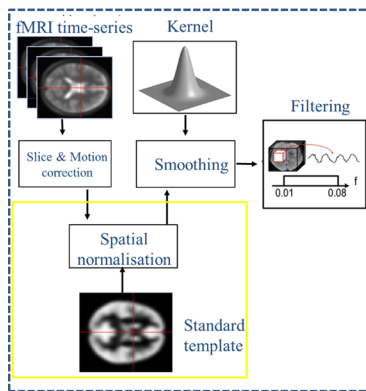 fMRI time-series
Kernel
Filtering
Slice & Motion
correction
Smoothing
f
0.01
0.08
Spatial
normalisation
Standard
template